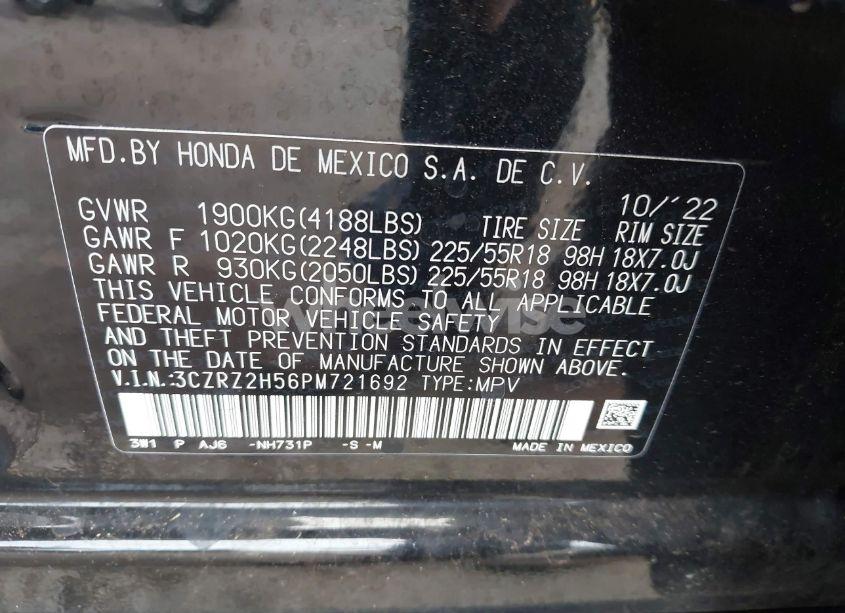 MFD.BY HONDA DE MEXICO S.A. DE C.V.
10/'22
GVWR 1900KG(4188LBS) TIRE SIZE RIM SIZE
GAWR F 1020KG(2248LBS) 225/55R18 98H 18X7.0J
GAWR R 930KG(2050LBS) 225/55R18 98H 18X7.0J
THIS VEHICLE CONFORMS TO ALL APPLICABLE
FEDERAL MOTOR VEHICLE SAFETY
AND THEFT PREVENTION STANDARDS IN EFFECT
ON THE DATE OF MANUFACTURE SHOWN ABOVE.
V.I.N.:3CZRZ2H56PM721692 TYPE:MPV
3W1 P AJ6 -NH731P -S -M MADE IN MEXICO